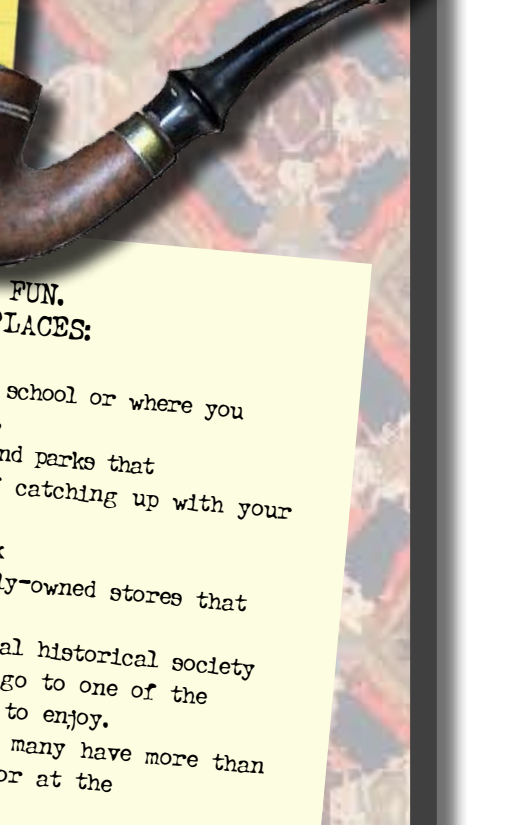 FUN.
PLACES:
school or where you
nd parks that
catching up with your
ly-owned stores that
al historical society
go to one of the
to enjoy.
many have more than
or at the